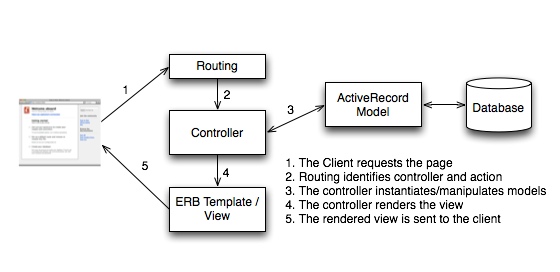 Routing
1
2
ActiveRecord
Model
Database
3
Controller
5
4
ERB Template /
View
1. The Client requests the page
2. Routing identifies controller and action
3. The controller instantiates/manipulates models
4. The controller renders the view
5. The rendered view is sent to the client